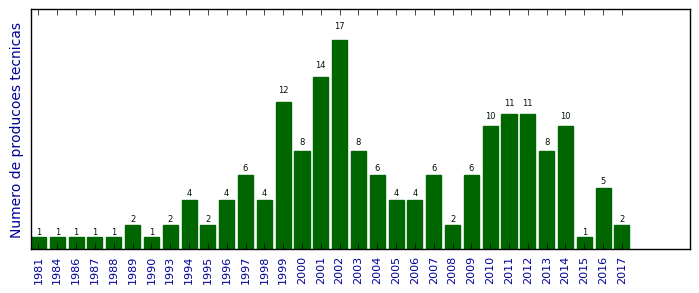 Numero de producoes tecnicas
1 1 1 1 1 2 1 2 4 2 4 6 4 12 8 14 17 8 6 4 4 6 2 6 10 11 11 8 10 1 5 2
1981 1984 1986 1987 1988 1989 1990 1993 1994 1995 1996 1997 1998 1999 2000 2001 2002 2003 2004 2005 2006 2007 2008 2009 2010 2011 2012 2013 2014 2015 2016 2017